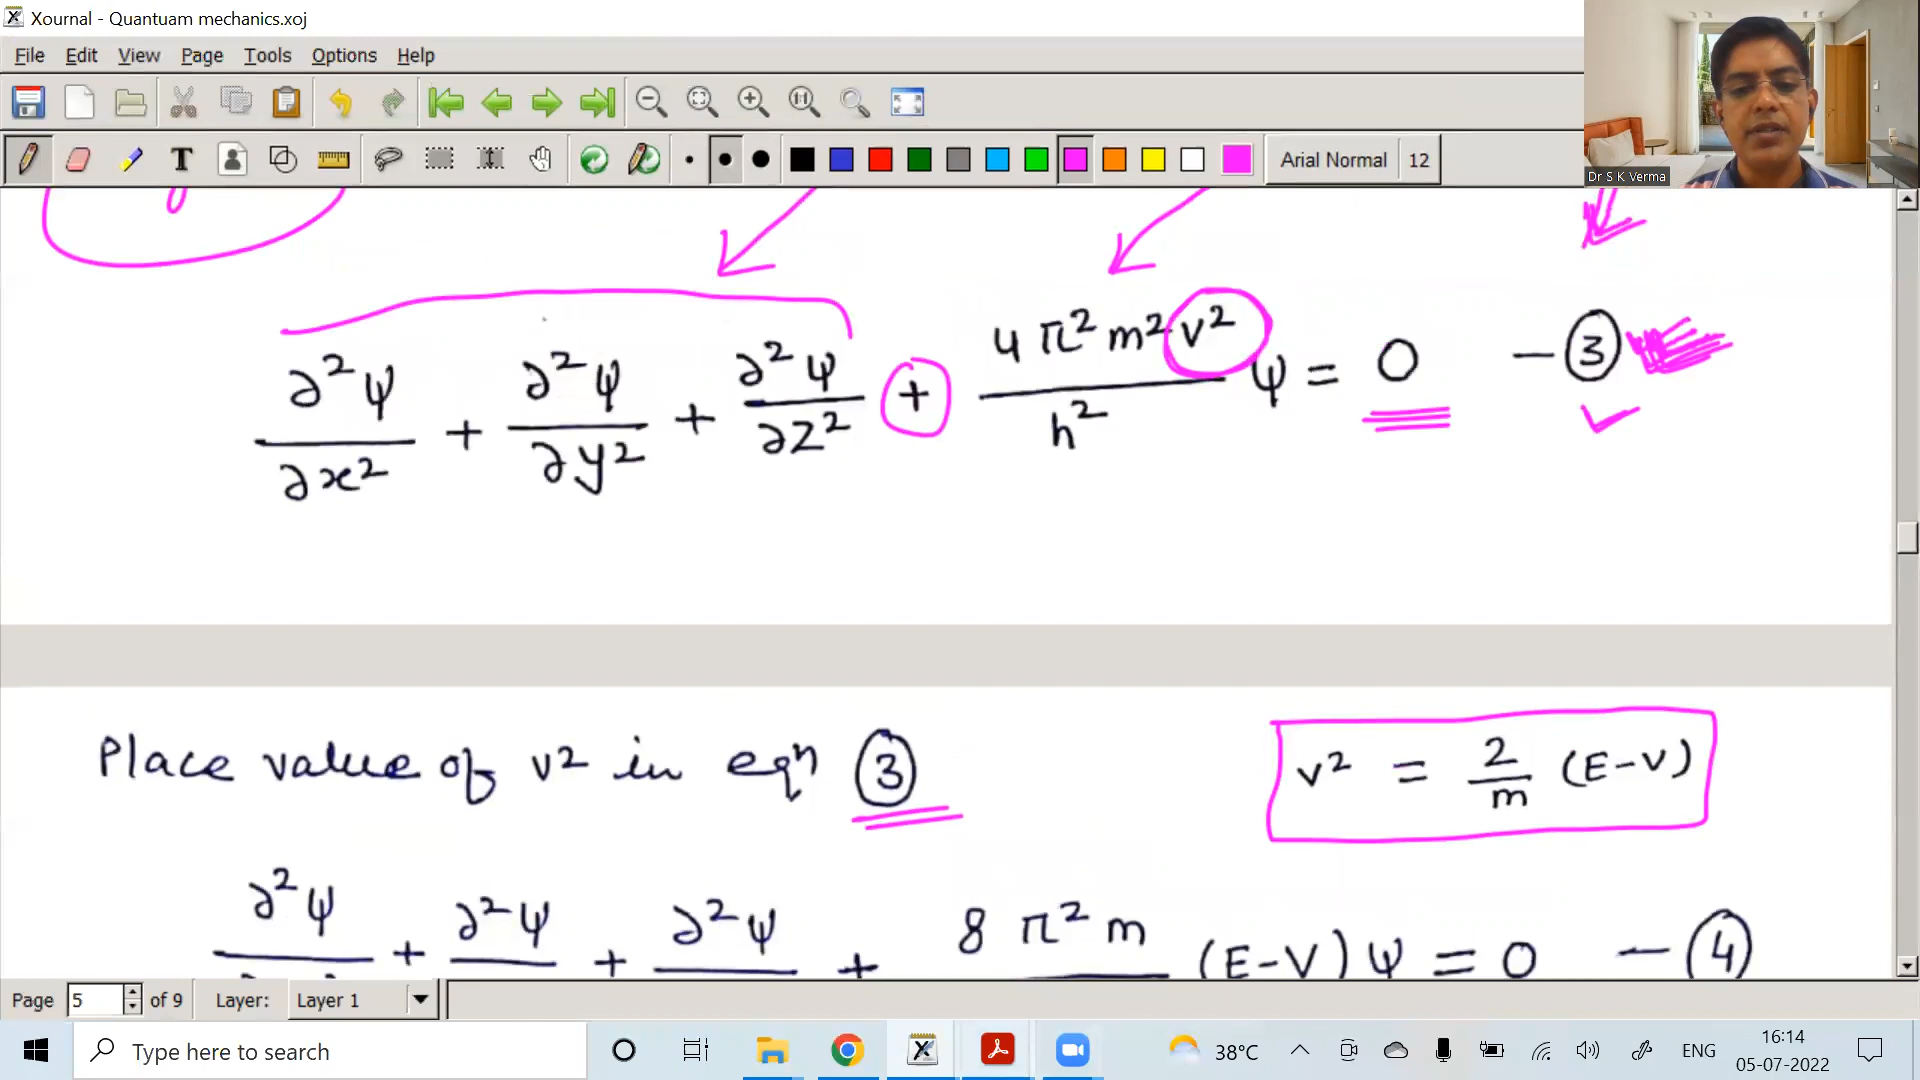 Xournal - Quantuam mechanics.xoj
File Edit View Page Tools Options Help
Arial Normal 12
Dr S K Verma
∂²ψ/∂x² + ∂²ψ/∂y² + ∂²ψ/∂z² + 4π²m²v²/h² ψ = 0 — ③
Place value of v² in eqn ③
v² = 2/m (E-V)
∂²ψ + ∂²ψ + ∂²ψ + 8π²m (E-V)ψ = 0 — ④
Page 5 of 9 Layer: Layer 1
Type here to search
38°C
ENG
16:14
05-07-2022